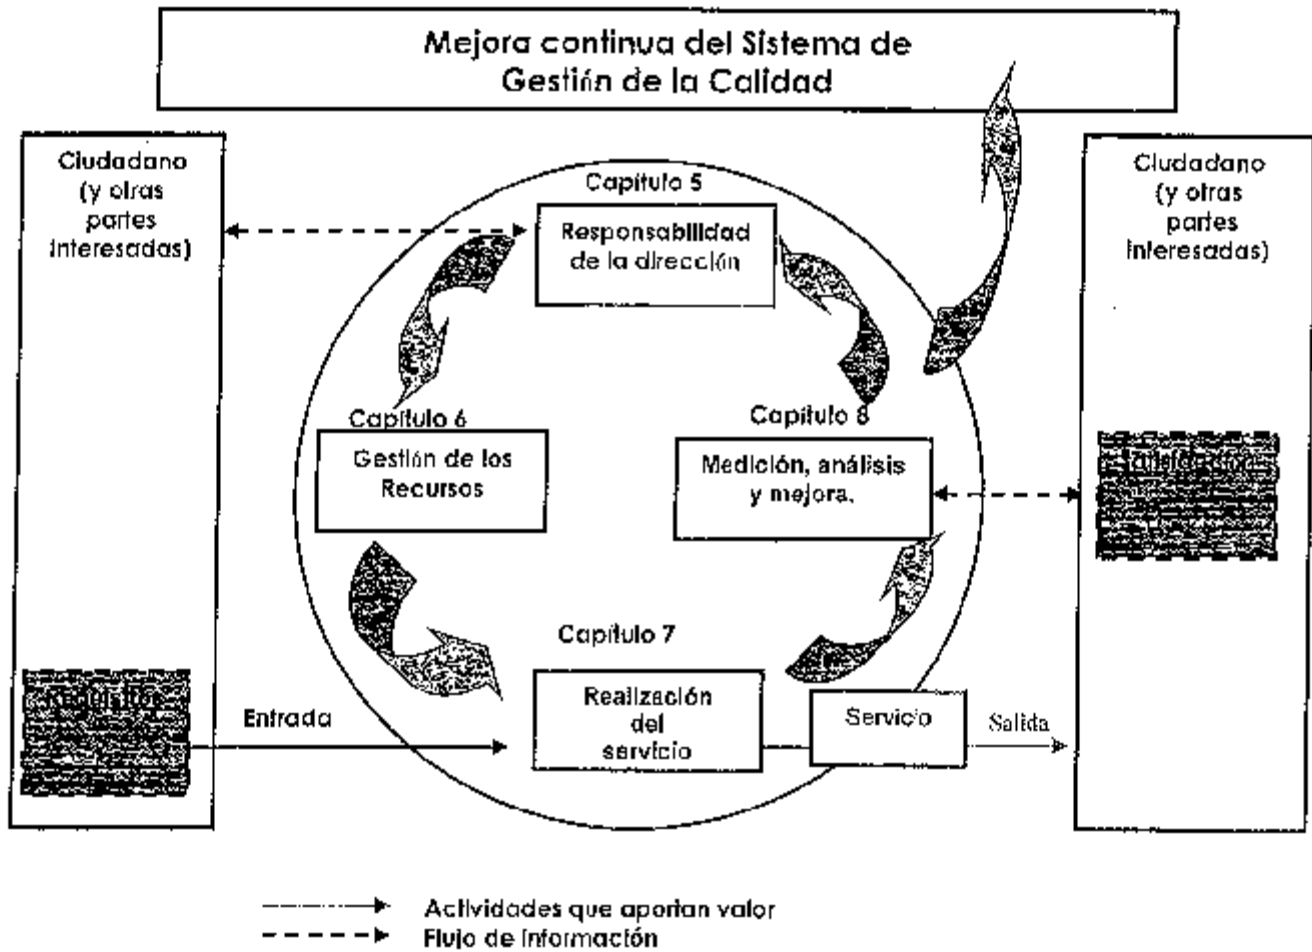 Mejora continua del Sistema de
Gestión de la Calidad
Ciudadano
(y otras
partes
interesadas)
Capítulo 5
Responsabilidad
de la dirección
Ciudadano
(y otras
partes
interesadas)
Capítulo 6
Gestión de los
Recursos
Capítulo 8
Medición, análisis
y mejora.
Capítulo 7
Realización
del
servicio
Requisitos
Entrada
Servicio
Salida
Actividades que aportan valor
Flujo de información